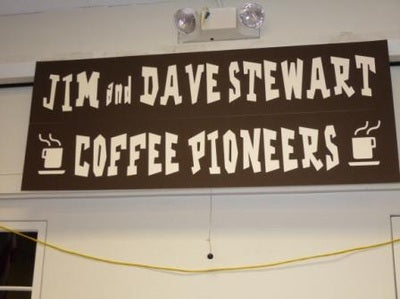 JIM and DAVE STEWART
COFFEE PIONEERS